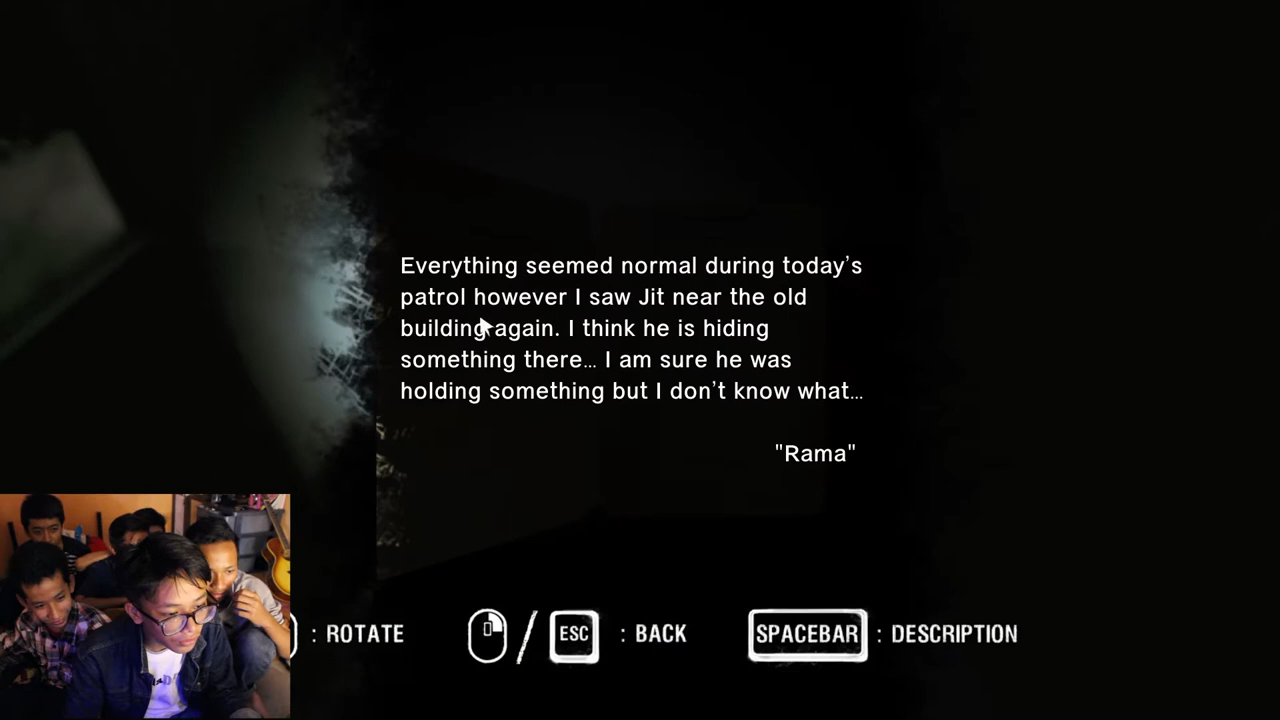 Everything seemed normal during today's
patrol however I saw Jit near the old
building again. I think he is hiding
something there... I am sure he was
holding something but I don't know what...
"Rama"
: ROTATE
/ ESC : BACK
SPACEBAR : DESCRIPTION